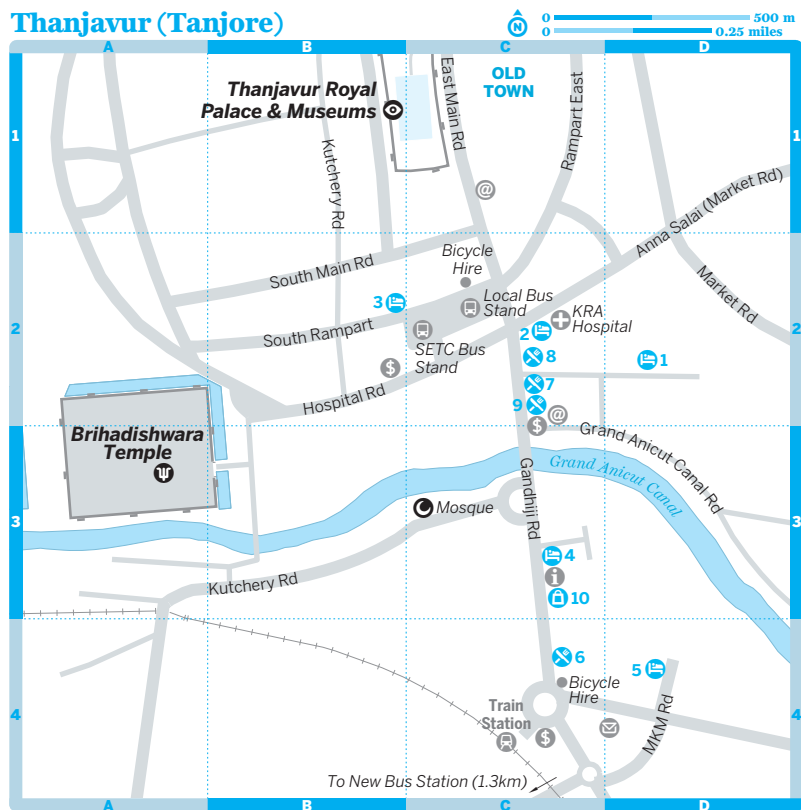 Thanjavur (Tanjore)
N
0 500 m
0 0.25 miles
A B C D
1
2
3
4
Thanjavur Royal
Palace & Museums
OLD
TOWN
East Main Rd
Rampart East
Kutchery Rd
@
Anna Salai (Market Rd)
Market Rd
South Main Rd
Bicycle
Hire
3
Local Bus
Stand
KRA
Hospital
South Rampart
SETC Bus
Stand
2
8
1
$
7
Hospital Rd
9
@
$
Grand Anicut Canal Rd
Brihadishwara
Temple
Grand Anicut Canal
Gandhiji Rd
Mosque
4
i
10
Kutchery Rd
6
5
Bicycle
Hire
Train
Station
$
MKM Rd
To New Bus Station (1.3km)
1
2
3
4
A B C D